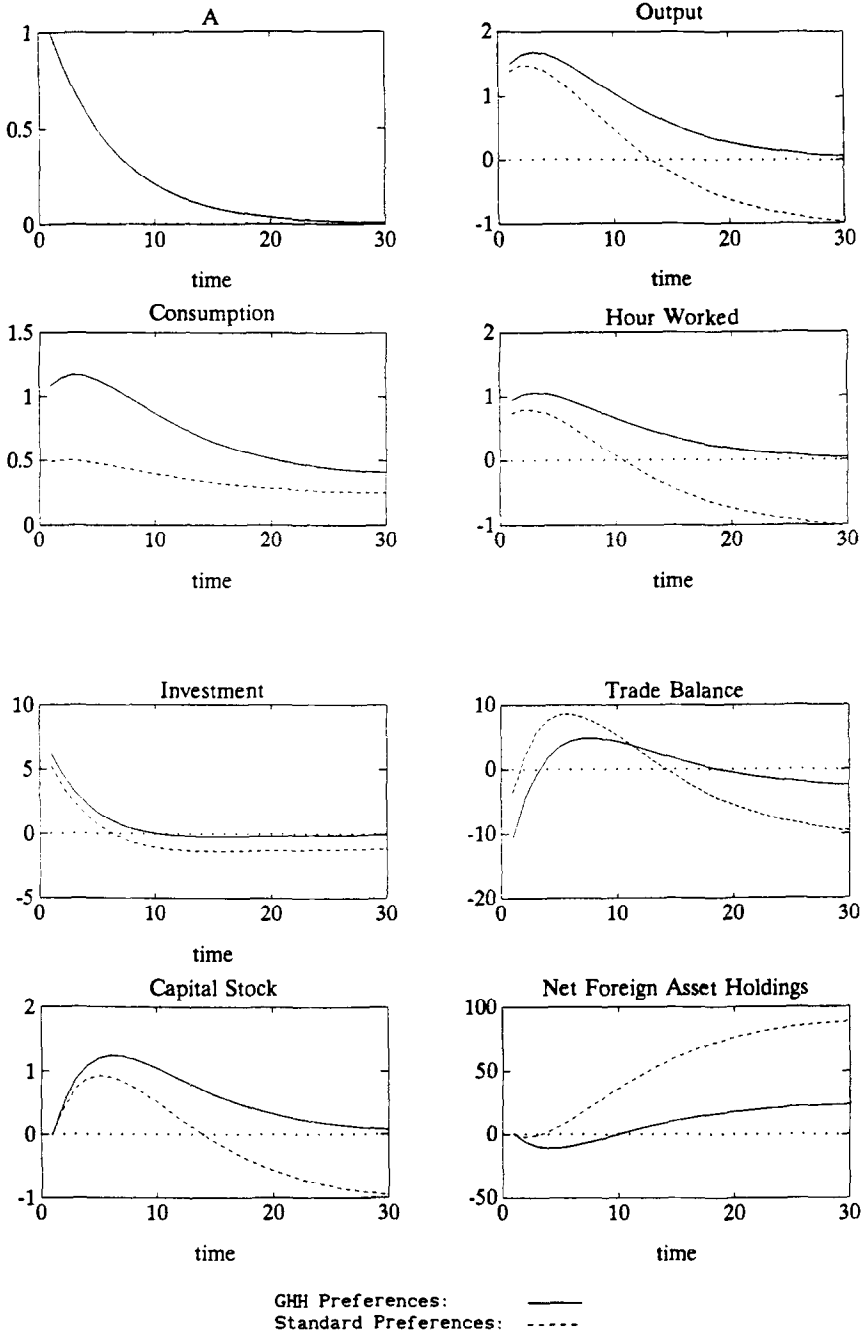 A
1
0.5
0
0 10 20 30
time
Output
2
1
0
-1
0 10 20 30
time
Consumption
1.5
1
0.5
0
0 10 20 30
time
Hour Worked
2
1
0
-1
0 10 20 30
time
Investment
10
5
0
-5
0 10 20 30
time
Trade Balance
10
0
-10
-20
0 10 20 30
time
Capital Stock
2
1
0
-1
0 10 20 30
time
Net Foreign Asset Holdings
100
50
0
-50
0 10 20 30
time
GHH Preferences:
Standard Preferences: